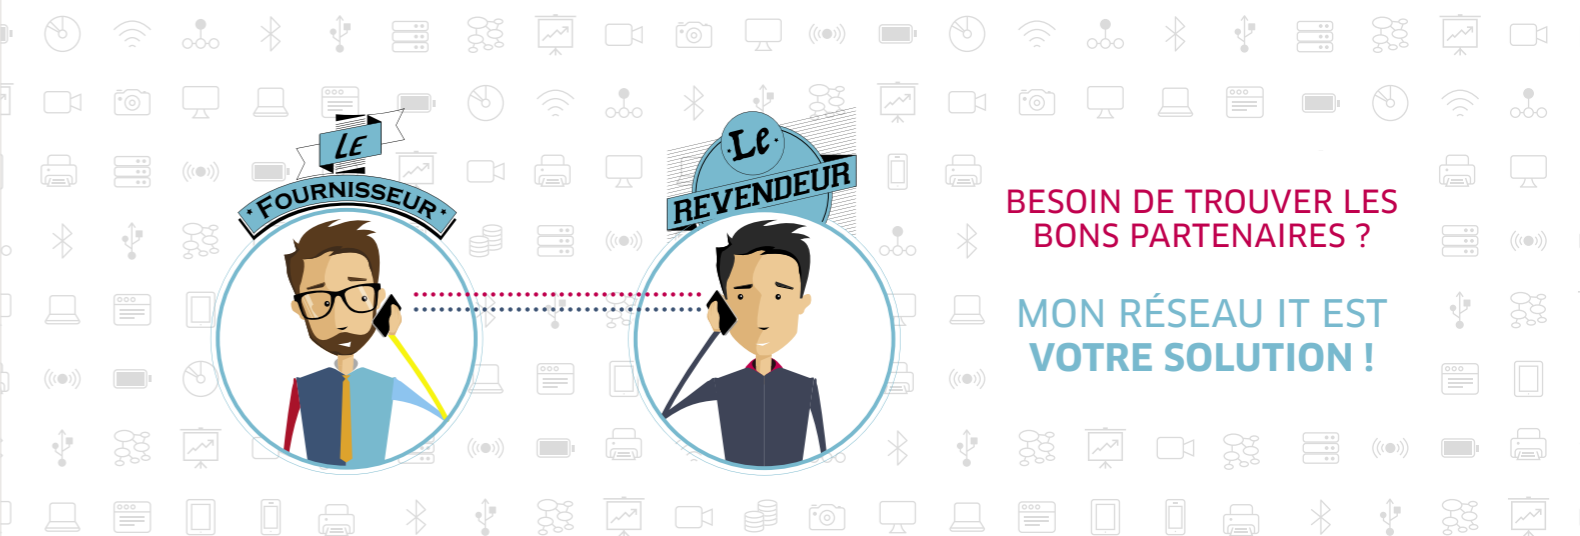 LE
FOURNISSEUR
Le
REVENDEUR
BESOIN DE TROUVER LES
BONS PARTENAIRES ?
MON RÉSEAU IT EST
VOTRE SOLUTION !